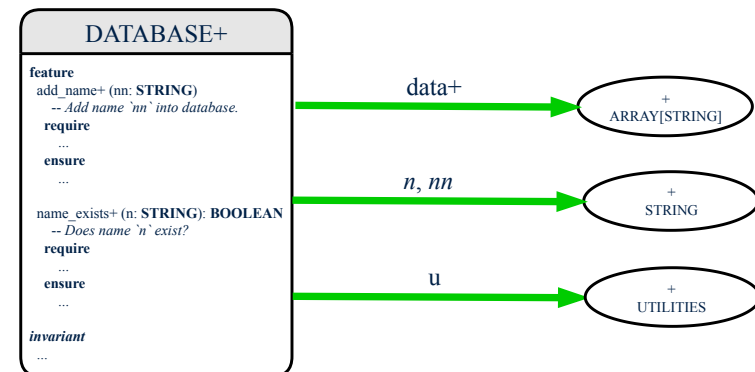 DATABASE+
feature
add_name+ (nn: STRING)
-- Add name `nn' into database.
require
...
ensure
...
name_exists+ (n: STRING): BOOLEAN
-- Does name `n' exist?
require
...
ensure
...
invariant
...
data+
+
ARRAY[STRING]
n, nn
+
STRING
u
+
UTILITIES